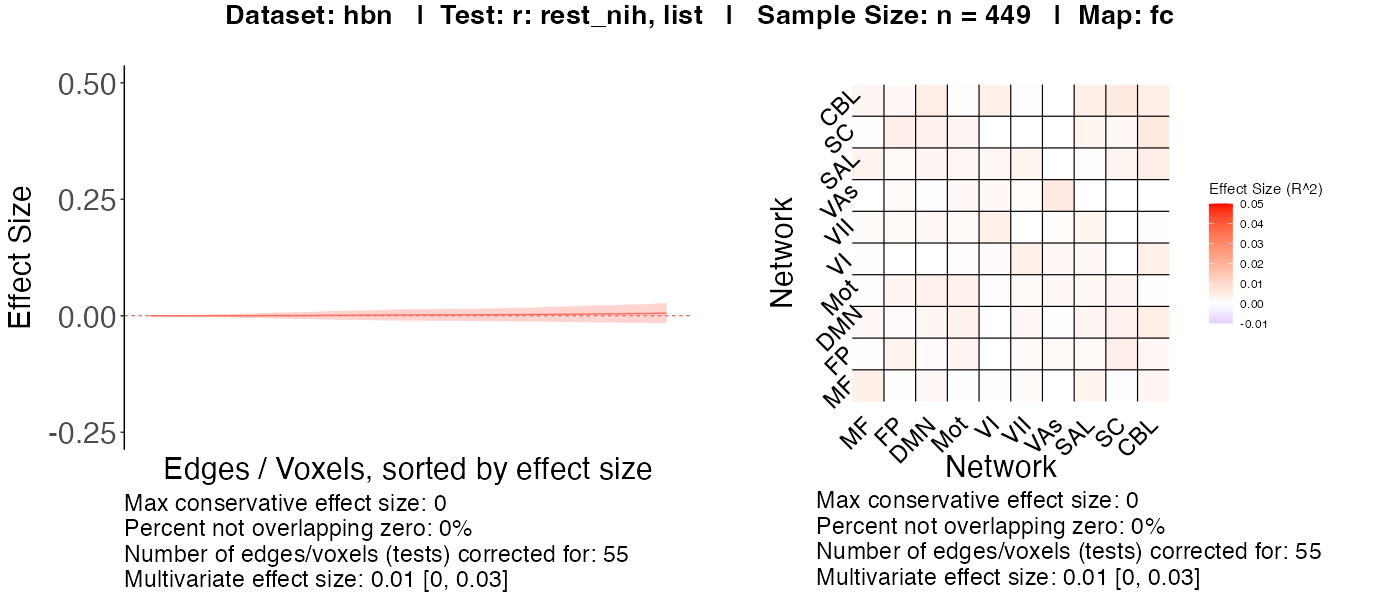 Dataset: hbn | Test: r: rest_nih, list | Sample Size: n = 449 | Map: fc
0.50
0.25
0.00
-0.25
Effect Size
Edges / Voxels, sorted by effect size
Max conservative effect size: 0
Percent not overlapping zero: 0%
Number of edges/voxels (tests) corrected for: 55
Multivariate effect size: 0.01 [0, 0.03]
Network
CBL
SC
SAL
VAs
VII
VI
Mot
DMN
FP
MF
MF
FP
DMN
Mot
VI
VII
VAs
SAL
SC
CBL
Network
Effect Size (R^2)
0.05
0.04
0.03
0.02
0.01
0.00
-0.01
Max conservative effect size: 0
Percent not overlapping zero: 0%
Number of edges/voxels (tests) corrected for: 55
Multivariate effect size: 0.01 [0, 0.03]